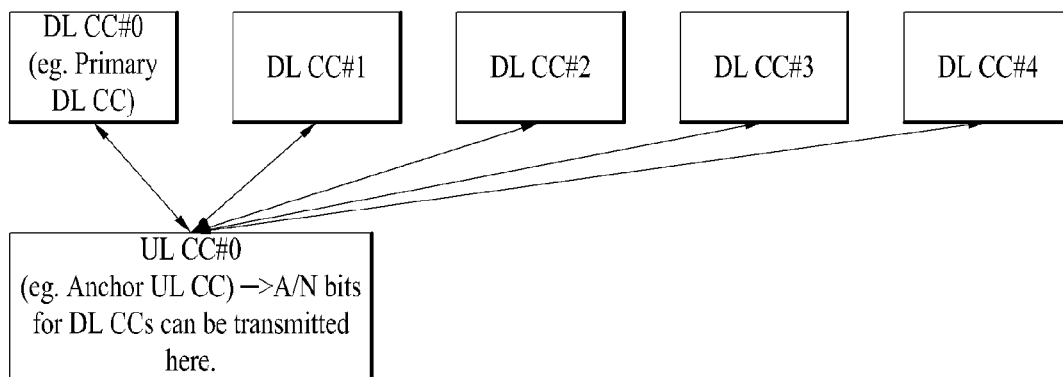 DL CC#0
(eg. Primary
DL CC)
DL CC#1
DL CC#2
DL CC#3
DL CC#4
UL CC#0
(eg. Anchor UL CC) —>A/N bits
for DL CCs can be transmitted
here.